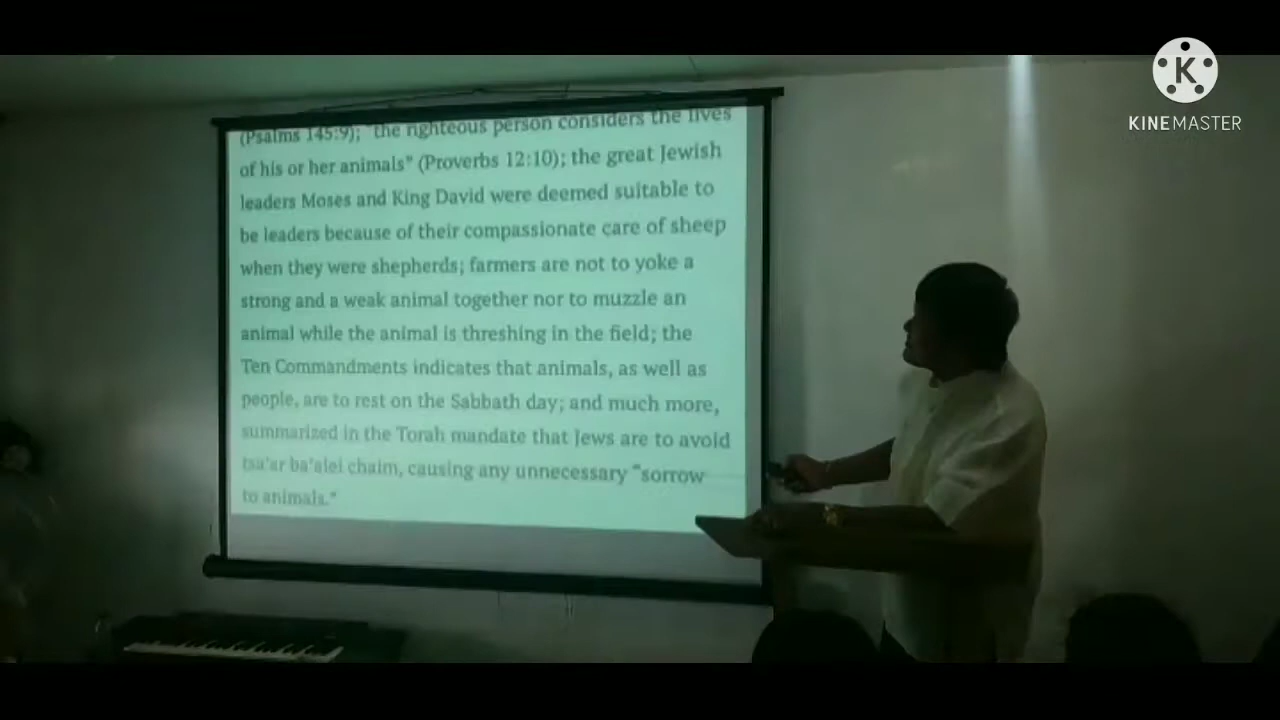 (Psalms 145:9); "the righteous person considers the lives
of his or her animals" (Proverbs 12:10); the great Jewish
leaders Moses and King David were deemed suitable to
be leaders because of their compassionate care of sheep
when they were shepherds; farmers are not to yoke a
strong and a weak animal together nor to muzzle an
animal while the animal is threshing in the field; the
Ten Commandments indicates that animals, as well as
people, are to rest on the Sabbath day; and much more,
summarized in the Torah mandate that Jews are to avoid
tsa'ar ba'alei chaim, causing any unnecessary "sorrow
to animals."
K
KINEMASTER